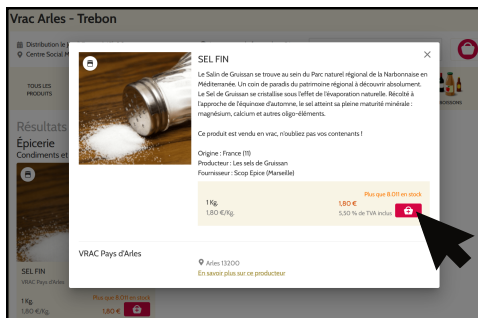 Vrac Arles - Trebon
Distribution le j
Centre Social M
TOUS LES
PRODUITS
BOISSONS
Résultats
Épicerie
Condiments et
SEL FIN
VRAC Pays d'Arles
1 Kg.
1,80 €/Kg.
Plus que 8.011 en stock
1,80 €
SEL FIN
Le Salin de Gruissan se trouve au sein du Parc naturel régional de la Narbonnaise en
Méditerranée. Un coin de paradis du patrimoine régional à découvrir absolument.
Le Sel de Gruissan se cristallise sous l'effet de l'évaporation naturelle. Récolté à
l'approche de l'équinoxe d'automne, le sel atteint sa pleine maturité minérale :
magnésium, calcium et autres oligo-éléments.
Ce produit est vendu en vrac, n'oubliez pas vos contenants !
Origine : France (11)
Producteur : Les sels de Gruissan
Fournisseur : Scop Epice (Marseille)
Plus que 8.011 en stock
1 Kg.
1,80 €
1,80 €/Kg.
5,50 % de TVA inclus
VRAC Pays d'Arles
Arles 13200
En savoir plus sur ce producteur